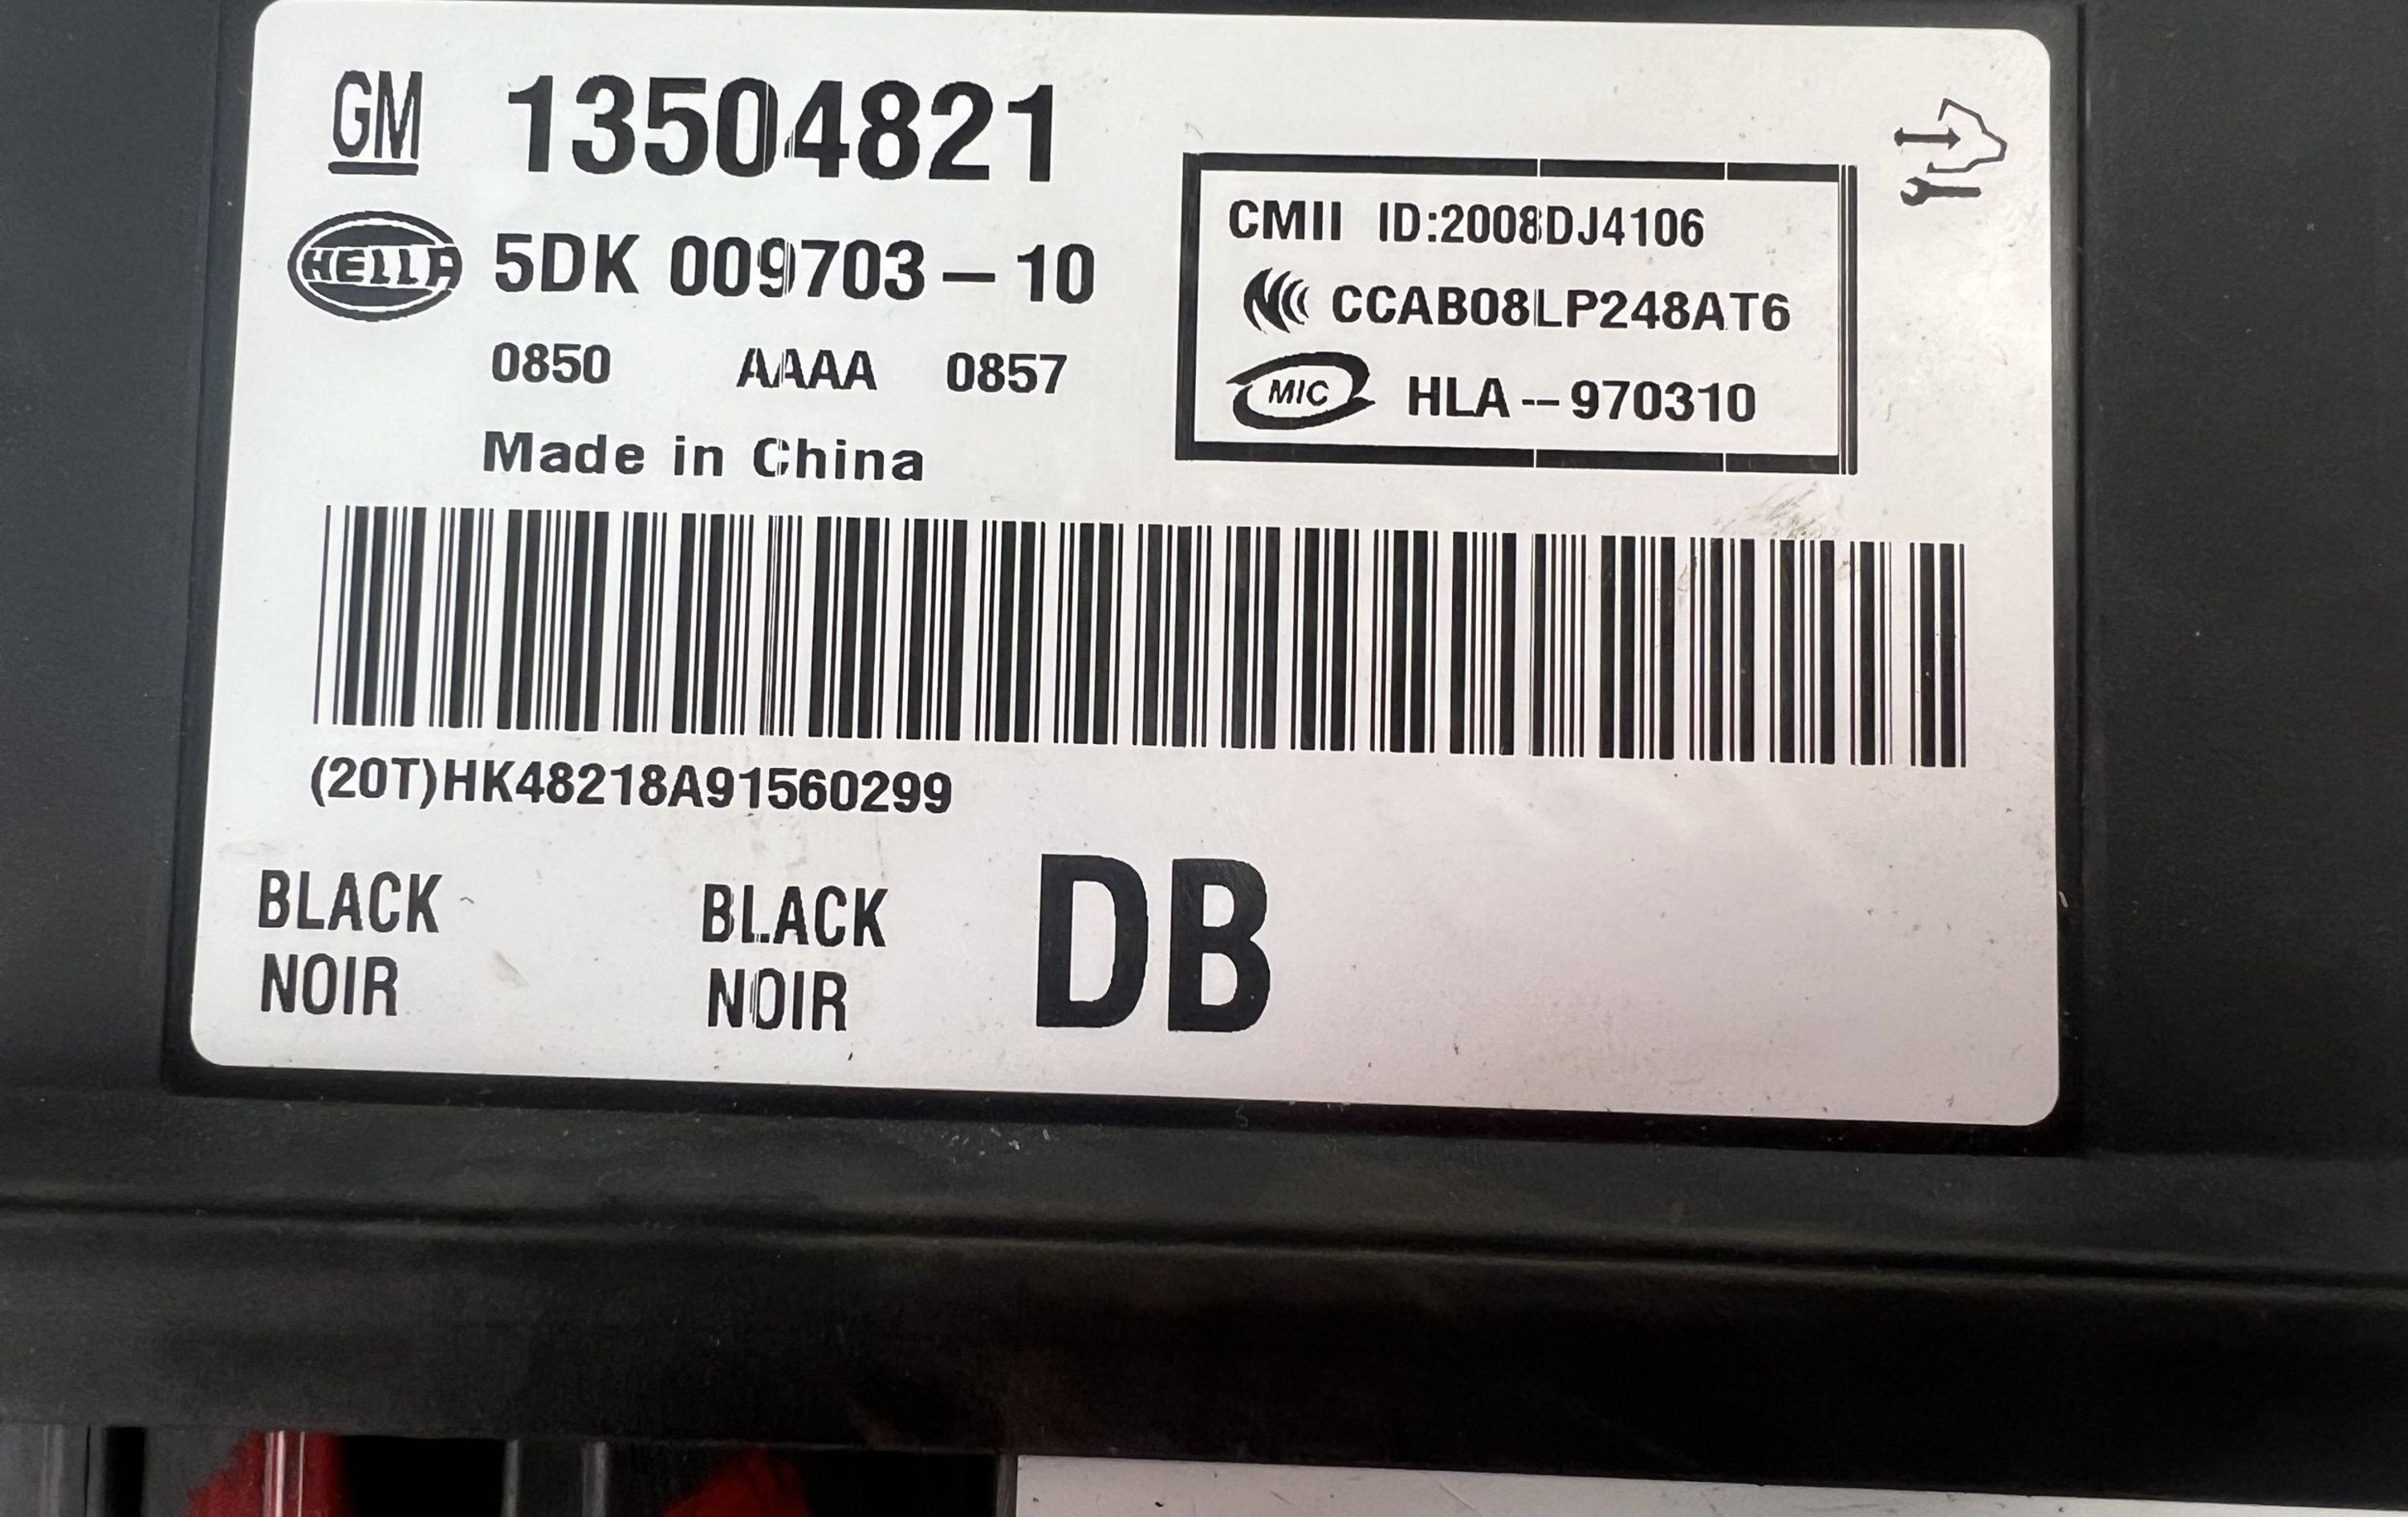 GM 13504821
HELLA 5DK 009703-10
0850 AAAA 0857
Made in China
CMII ID:2008DJ4106
CCAB08LP248AT6
MIC HLA--970310
(20T)HK48218A91560299
BLACK BLACK DB
NOIR NOIR